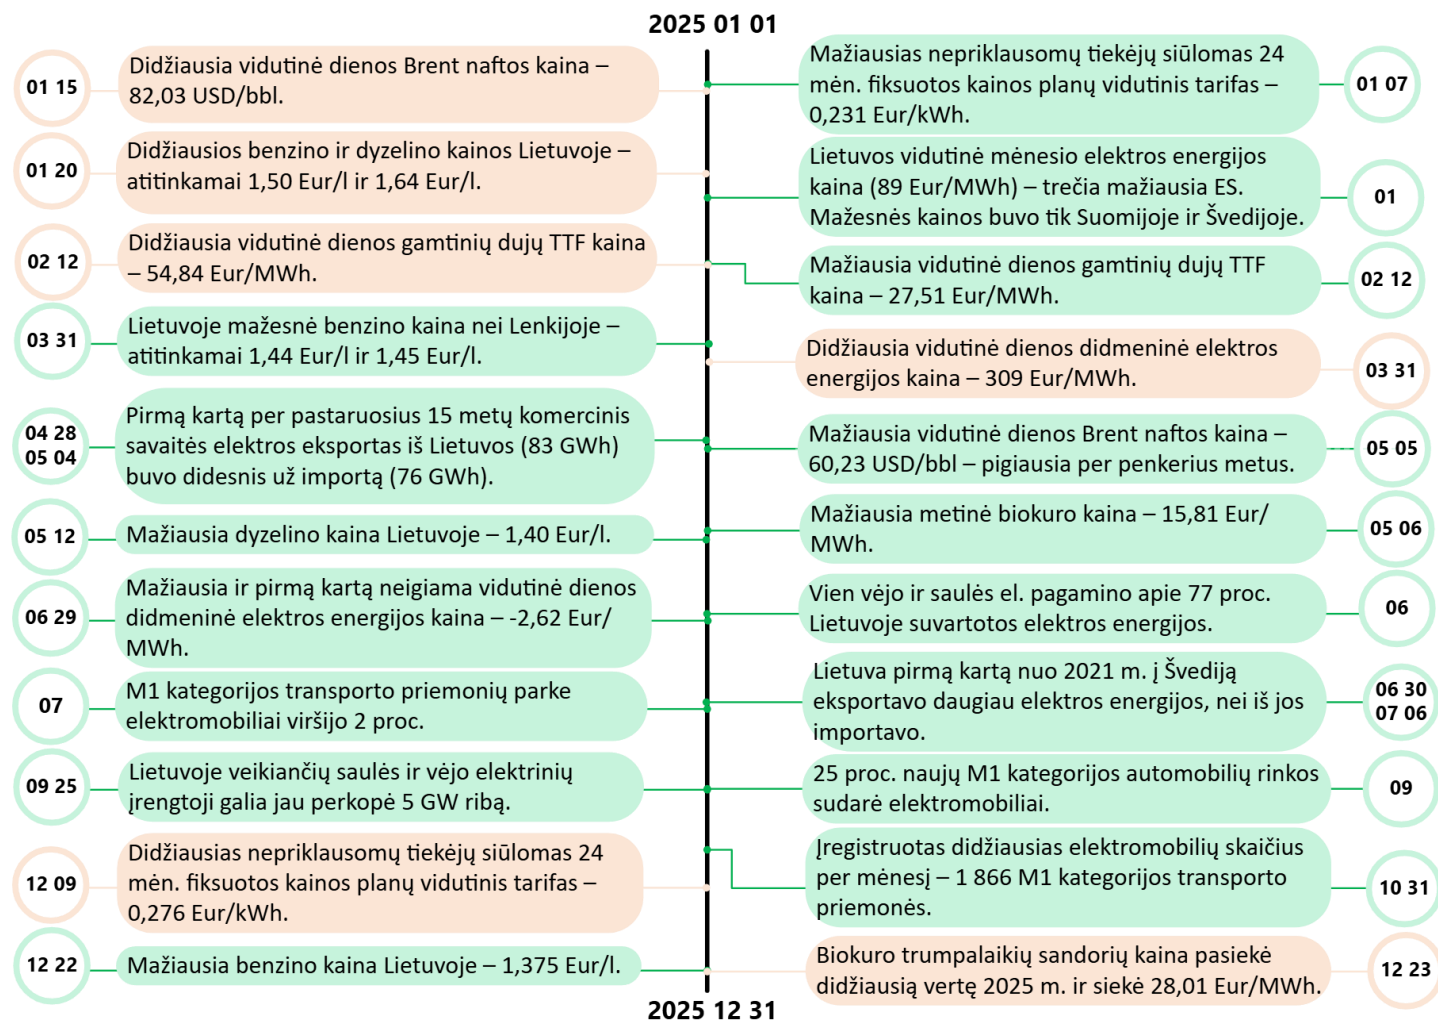 2025 01 01
01 15
Didžiausia vidutinė dienos Brent naftos kaina –
82,03 USD/bbl.
Mažiausias nepriklausomų tiekėjų siūlomas 24
mėn. fiksuotos kainos planų vidutinis tarifas –
0,231 Eur/kWh.
01 07
01 20
Didžiausios benzino ir dyzelino kainos Lietuvoje –
atitinkamai 1,50 Eur/l ir 1,64 Eur/l.
Lietuvos vidutinė mėnesio elektros energijos
kaina (89 Eur/MWh) – trečia mažiausia ES.
Mažesnės kainos buvo tik Suomijoje ir Švedijoje.
01
02 12
Didžiausia vidutinė dienos gamtinių dujų TTF kaina
– 54,84 Eur/MWh.
Mažiausia vidutinė dienos gamtinių dujų TTF
kaina – 27,51 Eur/MWh.
02 12
03 31
Lietuvoje mažesnė benzino kaina nei Lenkijoje –
atitinkamai 1,44 Eur/l ir 1,45 Eur/l.
Didžiausia vidutinė dienos didmeninė elektros
energijos kaina – 309 Eur/MWh.
03 31
04 28
05 04
Pirmą kartą per pastaruosius 15 metų komercinis
savaitės elektros eksportas iš Lietuvos (83 GWh)
buvo didesnis už importą (76 GWh).
Mažiausia vidutinė dienos Brent naftos kaina –
60,23 USD/bbl – pigiausia per penkerius metus.
05 05
05 12
Mažiausia dyzelino kaina Lietuvoje – 1,40 Eur/l.
Mažiausia metinė biokuro kaina – 15,81 Eur/
MWh.
05 06
06 29
Mažiausia ir pirmą kartą neigiama vidutinė dienos
didmeninė elektros energijos kaina – -2,62 Eur/
MWh.
Vien vėjo ir saulės el. pagamino apie 77 proc.
Lietuvoje suvartotos elektros energijos.
06
07
M1 kategorijos transporto priemonių parke
elektromobiliai viršijo 2 proc.
Lietuva pirmą kartą nuo 2021 m. į Švediją
eksportavo daugiau elektros energijos, nei iš jos
importavo.
06 30
07 06
09 25
Lietuvoje veikiančių saulės ir vėjo elektrinių
įrengtoji galia jau perkopė 5 GW ribą.
25 proc. naujų M1 kategorijos automobilių rinkos
sudarė elektromobiliai.
09
12 09
Didžiausias nepriklausomų tiekėjų siūlomas 24
mėn. fiksuotos kainos planų vidutinis tarifas –
0,276 Eur/kWh.
Įregistruotas didžiausias elektromobilių skaičius
per mėnesį – 1 866 M1 kategorijos transporto
priemonės.
10 31
12 22
Mažiausia benzino kaina Lietuvoje – 1,375 Eur/l.
Biokuro trumpalaikių sandorių kaina pasiekė
didžiausią vertę 2025 m. ir siekė 28,01 Eur/MWh.
12 23
2025 12 31